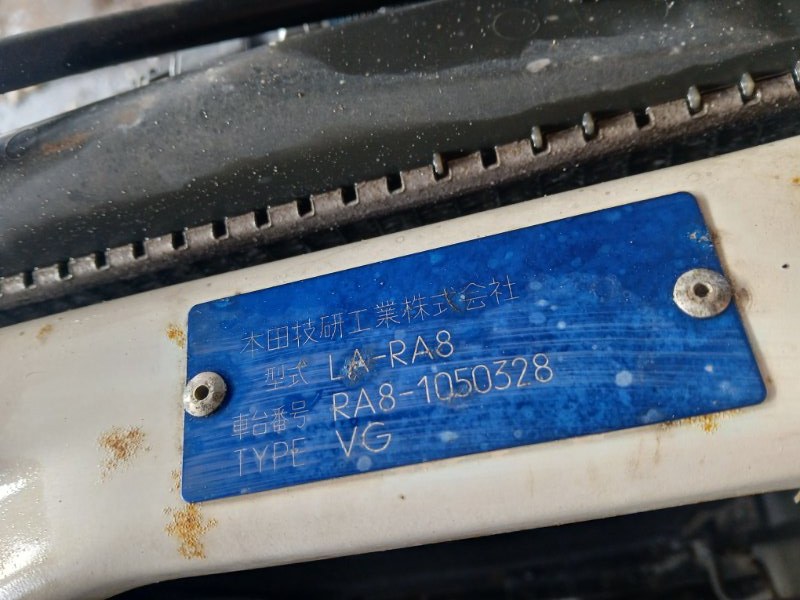 本田技研工業株式会社
型式 LA-RA8
車台番号 RA8-1050328
TYPE VG